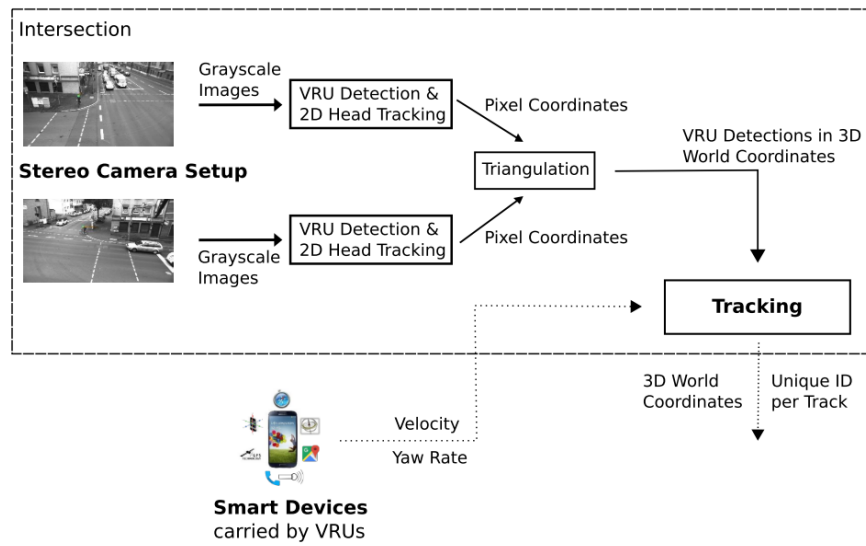 Intersection
Grayscale
Images
VRU Detection &
2D Head Tracking
Pixel Coordinates
VRU Detections in 3D
World Coordinates
Stereo Camera Setup
Triangulation
VRU Detection &
2D Head Tracking
Pixel Coordinates
Grayscale
Images
Tracking
3D World
Coordinates
Unique ID
per Track
Velocity
Yaw Rate
Smart Devices
carried by VRUs